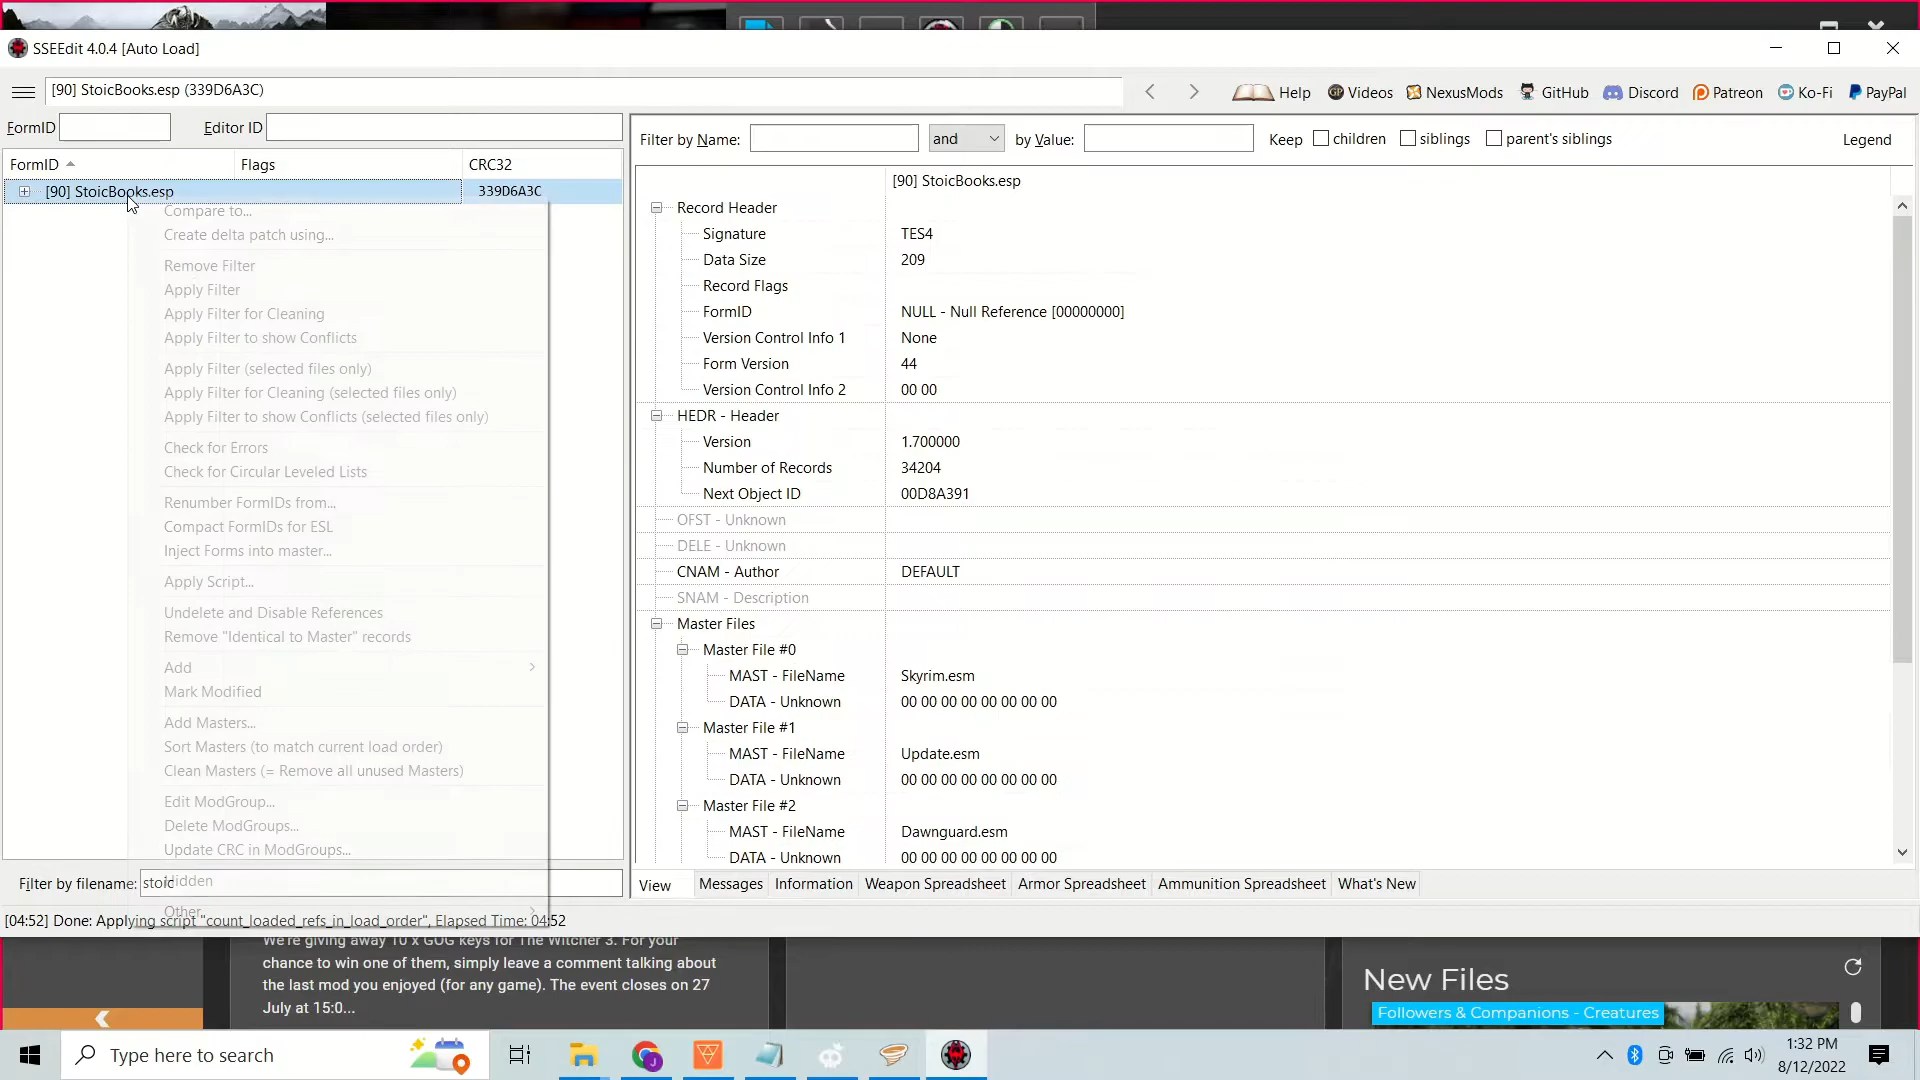 SSEEdit 4.0.4 [Auto Load]
[90] StoicBooks.esp (339D6A3C)
Help Videos NexusMods GitHub Discord Patreon Ko-Fi PayPal
FormID Editor ID
Filter by Name: and by Value: Keep children siblings parent's siblings Legend
FormID Flags CRC32
[90] StoicBooks.esp 339D6A3C
Compare to...
Create delta patch using...
Remove Filter
Apply Filter
Apply Filter for Cleaning
Apply Filter to show Conflicts
Apply Filter (selected files only)
Apply Filter for Cleaning (selected files only)
Apply Filter to show Conflicts (selected files only)
Check for Errors
Check for Circular Leveled Lists
Renumber FormIDs from...
Compact FormIDs for ESL
Inject Forms into master...
Apply Script...
Undelete and Disable References
Remove "Identical to Master" records
Add
Mark Modified
Add Masters...
Sort Masters (to match current load order)
Clean Masters (= Remove all unused Masters)
Edit ModGroup...
Delete ModGroups...
Update CRC in ModGroups...
Hidden
Other
[90] StoicBooks.esp
Record Header
Signature TES4
Data Size 209
Record Flags
FormID NULL - Null Reference [00000000]
Version Control Info 1 None
Form Version 44
Version Control Info 2 00 00
HEDR - Header
Version 1.700000
Number of Records 34204
Next Object ID 00D8A391
OFST - Unknown
DELE - Unknown
CNAM - Author DEFAULT
SNAM - Description
Master Files
Master File #0
MAST - FileName Skyrim.esm
DATA - Unknown 00 00 00 00 00 00 00 00
Master File #1
MAST - FileName Update.esm
DATA - Unknown 00 00 00 00 00 00 00 00
Master File #2
MAST - FileName Dawnguard.esm
DATA - Unknown 00 00 00 00 00 00 00 00
Filter by filename: stoic
View Messages Information Weapon Spreadsheet Armor Spreadsheet Ammunition Spreadsheet What's New
[04:52] Done: Applying script "count_loaded_refs_in_load_order", Elapsed Time: 04:52
We're giving away 10 x GOG keys for The Witcher 3. For your
chance to win one of them, simply leave a comment talking about
the last mod you enjoyed (for any game). The event closes on 27
July at 15:0...
New Files
Followers & Companions - Creatures
Type here to search
1:32 PM
8/12/2022